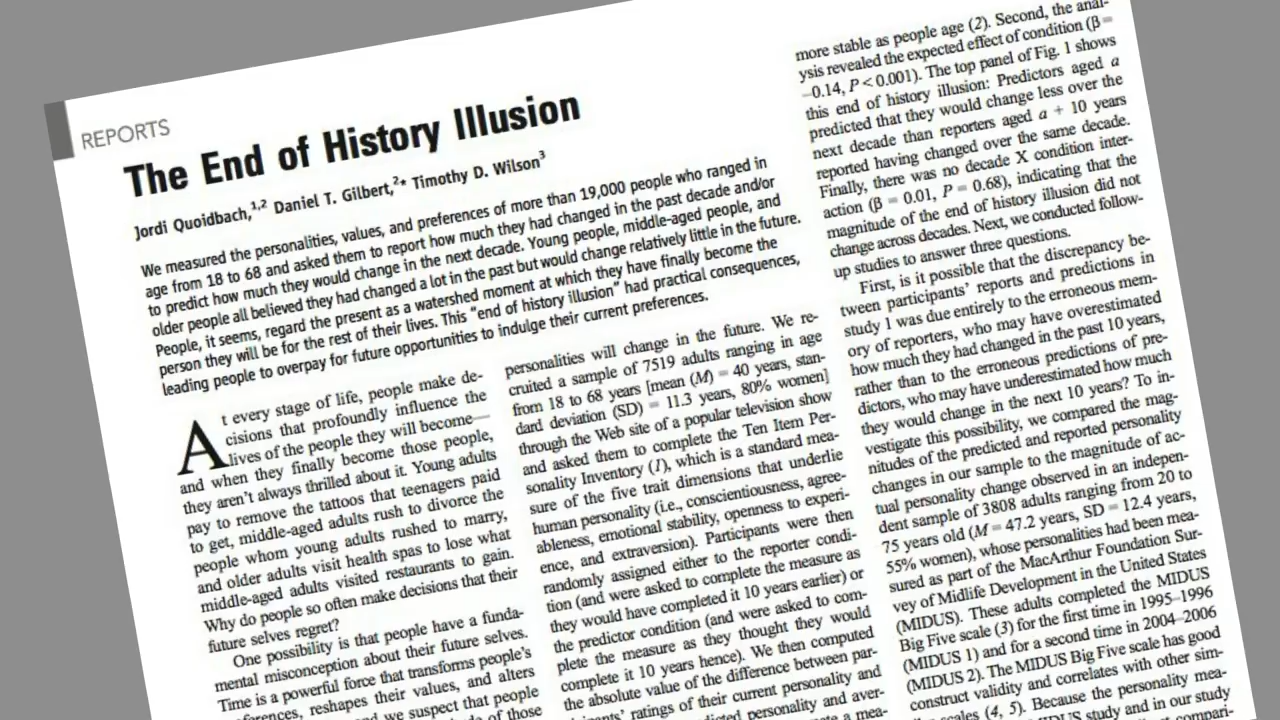 REPORTS
The End of History Illusion
Jordi Quoidbach,1,2 Daniel T. Gilbert,2* Timothy D. Wilson3
We measured the personalities, values, and preferences of more than 19,000 people who ranged in
age from 18 to 68 and asked them to report how much they had changed in the past decade and/or
to predict how much they would change in the next decade. Young people, middle-aged people, and
older people all believed they had changed a lot in the past but would change relatively little in the future.
People, it seems, regard the present as a watershed moment at which they have finally become the
person they will be for the rest of their lives. This "end of history illusion" had practical consequences,
leading people to overpay for future opportunities to indulge their current preferences.
At every stage of life, people make de-
cisions that profoundly influence the
lives of the people they will become—
and when they finally become those people,
they aren't always thrilled about it. Young adults
pay to remove the tattoos that teenagers paid
to get, middle-aged adults rush to divorce the
people whom young adults rushed to marry,
and older adults visit health spas to lose what
middle-aged adults visited restaurants to gain.
Why do people so often make decisions that their
future selves regret?
One possibility is that people have a funda-
mental misconception about their future selves.
Time is a powerful force that transforms people's
reshapes their values, and alters
we suspect that people
of those
personalities will change in the future. We re-
cruited a sample of 7519 adults ranging in age
from 18 to 68 years [mean (M) = 40 years, stan-
dard deviation (SD) = 11.3 years, 80% women]
through the Web site of a popular television show
and asked them to complete the Ten Item Per-
sonality Inventory (1), which is a standard mea-
sure of the five trait dimensions that underlie
human personality (i.e., conscientiousness, agree-
ableness, emotional stability, openness to experi-
ence, and extraversion). Participants were then
randomly assigned either to the reporter condi-
tion (and were asked to complete the measure as
they would have completed it 10 years earlier) or
the predictor condition (and were asked to com-
plete the measure as they thought they would
complete it 10 years hence). We then computed
the absolute value of the difference between par-
ratings of their current personality and
personality and aver-
a mea-
more stable as people age (2). Second, the anal-
ysis revealed the expected effect of condition (β =
–0.14, P < 0.001). The top panel of Fig. 1 shows
this end of history illusion: Predictors aged a
predicted that they would change less over the
next decade than reporters aged a + 10 years
reported having changed over the same decade.
Finally, there was no decade X condition inter-
action (β = 0.01, P = 0.68), indicating that the
magnitude of the end of history illusion did not
change across decades. Next, we conducted follow-
up studies to answer three questions.
First, is it possible that the discrepancy be-
tween participants' reports and predictions in
study 1 was due entirely to the erroneous mem-
ory of reporters, who may have overestimated
how much they had changed in the past 10 years,
rather than to the erroneous predictions of pre-
dictors, who may have underestimated how much
they would change in the next 10 years? To in-
vestigate this possibility, we compared the mag-
nitudes of the predicted and reported personality
changes in our sample to the magnitude of ac-
tual personality change observed in an indepen-
dent sample of 3808 adults ranging from 20 to
75 years old (M = 47.2 years, SD = 12.4 years,
55% women), whose personalities had been mea-
sured as part of the MacArthur Foundation Sur-
vey of Midlife Development in the United States
(MIDUS). These adults completed the MIDUS
Big Five scale (3) for the first time in 1995–1996
(MIDUS 1) and for a second time in 2004–2006
(MIDUS 2). The MIDUS Big Five scale has good
construct validity and correlates with other sim-
scales (4, 5). Because the personality mea-
study and in our study